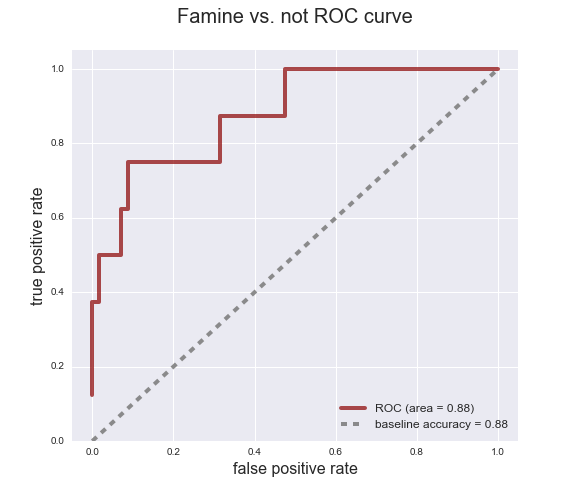 Famine vs. not ROC curve
1.0
0.8
0.6
0.4
0.2
0.0
true positive rate
ROC (area = 0.88)
baseline accuracy = 0.88
0.0 0.2 0.4 0.6 0.8 1.0
false positive rate